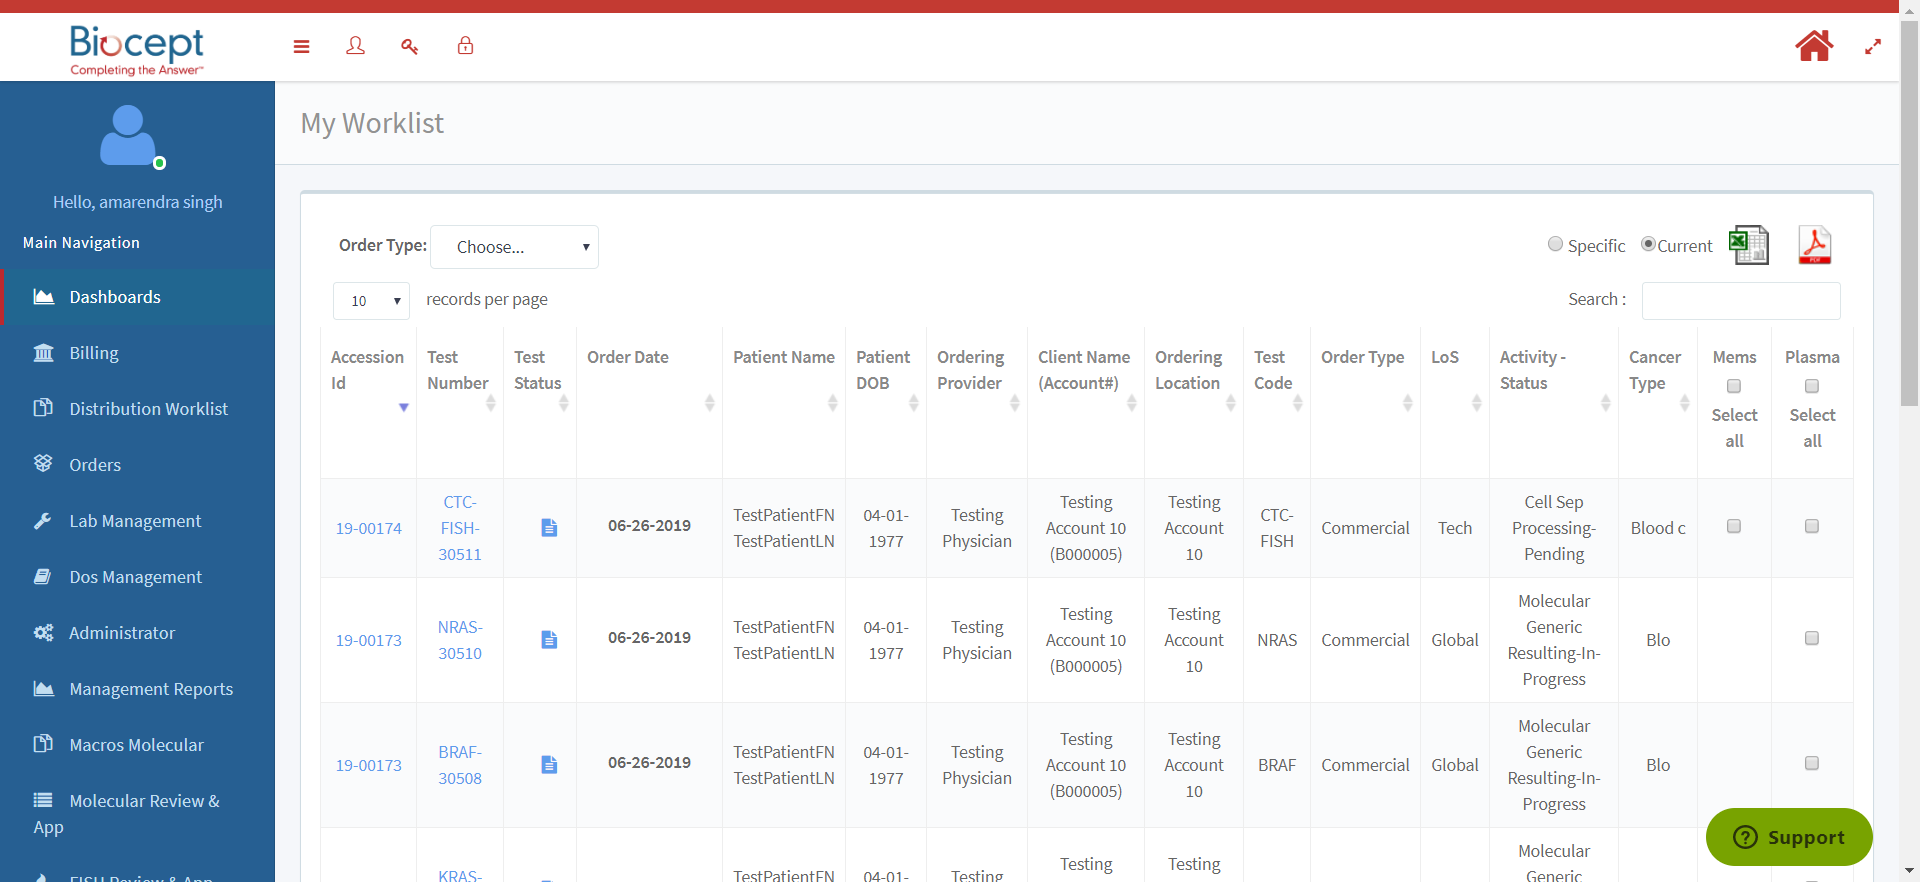 Biocept
Completing the Answer™
Hello, amarendra singh
Main Navigation
Dashboards
Billing
Distribution Worklist
Orders
Lab Management
Dos Management
Administrator
Management Reports
Macros Molecular
Molecular Review &
App
FISH Review & App
My Worklist
Order Type: Choose...
Specific Current
PDF
10 records per page
Search :
Accession Id
Test Number
Test Status
Order Date
Patient Name
Patient DOB
Ordering Provider
Client Name (Account#)
Ordering Location
Test Code
Order Type
LoS
Activity - Status
Cancer Type
Mems
Select all
Plasma
Select all
19-00174
CTC-
FISH-
30511
06-26-2019
TestPatientFN
TestPatientLN
04-01-
1977
Testing
Physician
Testing
Account 10
(B000005)
Testing
Account
10
CTC-
FISH
Commercial
Tech
Cell Sep
Processing-
Pending
Blood c
19-00173
NRAS-
30510
06-26-2019
TestPatientFN
TestPatientLN
04-01-
1977
Testing
Physician
Testing
Account 10
(B000005)
Testing
Account
10
NRAS
Commercial
Global
Molecular
Generic
Resulting-In-
Progress
Blo
19-00173
BRAF-
30508
06-26-2019
TestPatientFN
TestPatientLN
04-01-
1977
Testing
Physician
Testing
Account 10
(B000005)
Testing
Account
10
BRAF
Commercial
Global
Molecular
Generic
Resulting-In-
Progress
Blo
KRAS-
TestPatientFN
04-01-
Testing
Testing
Account 10
Testing
Account
Molecular
Generic
Support